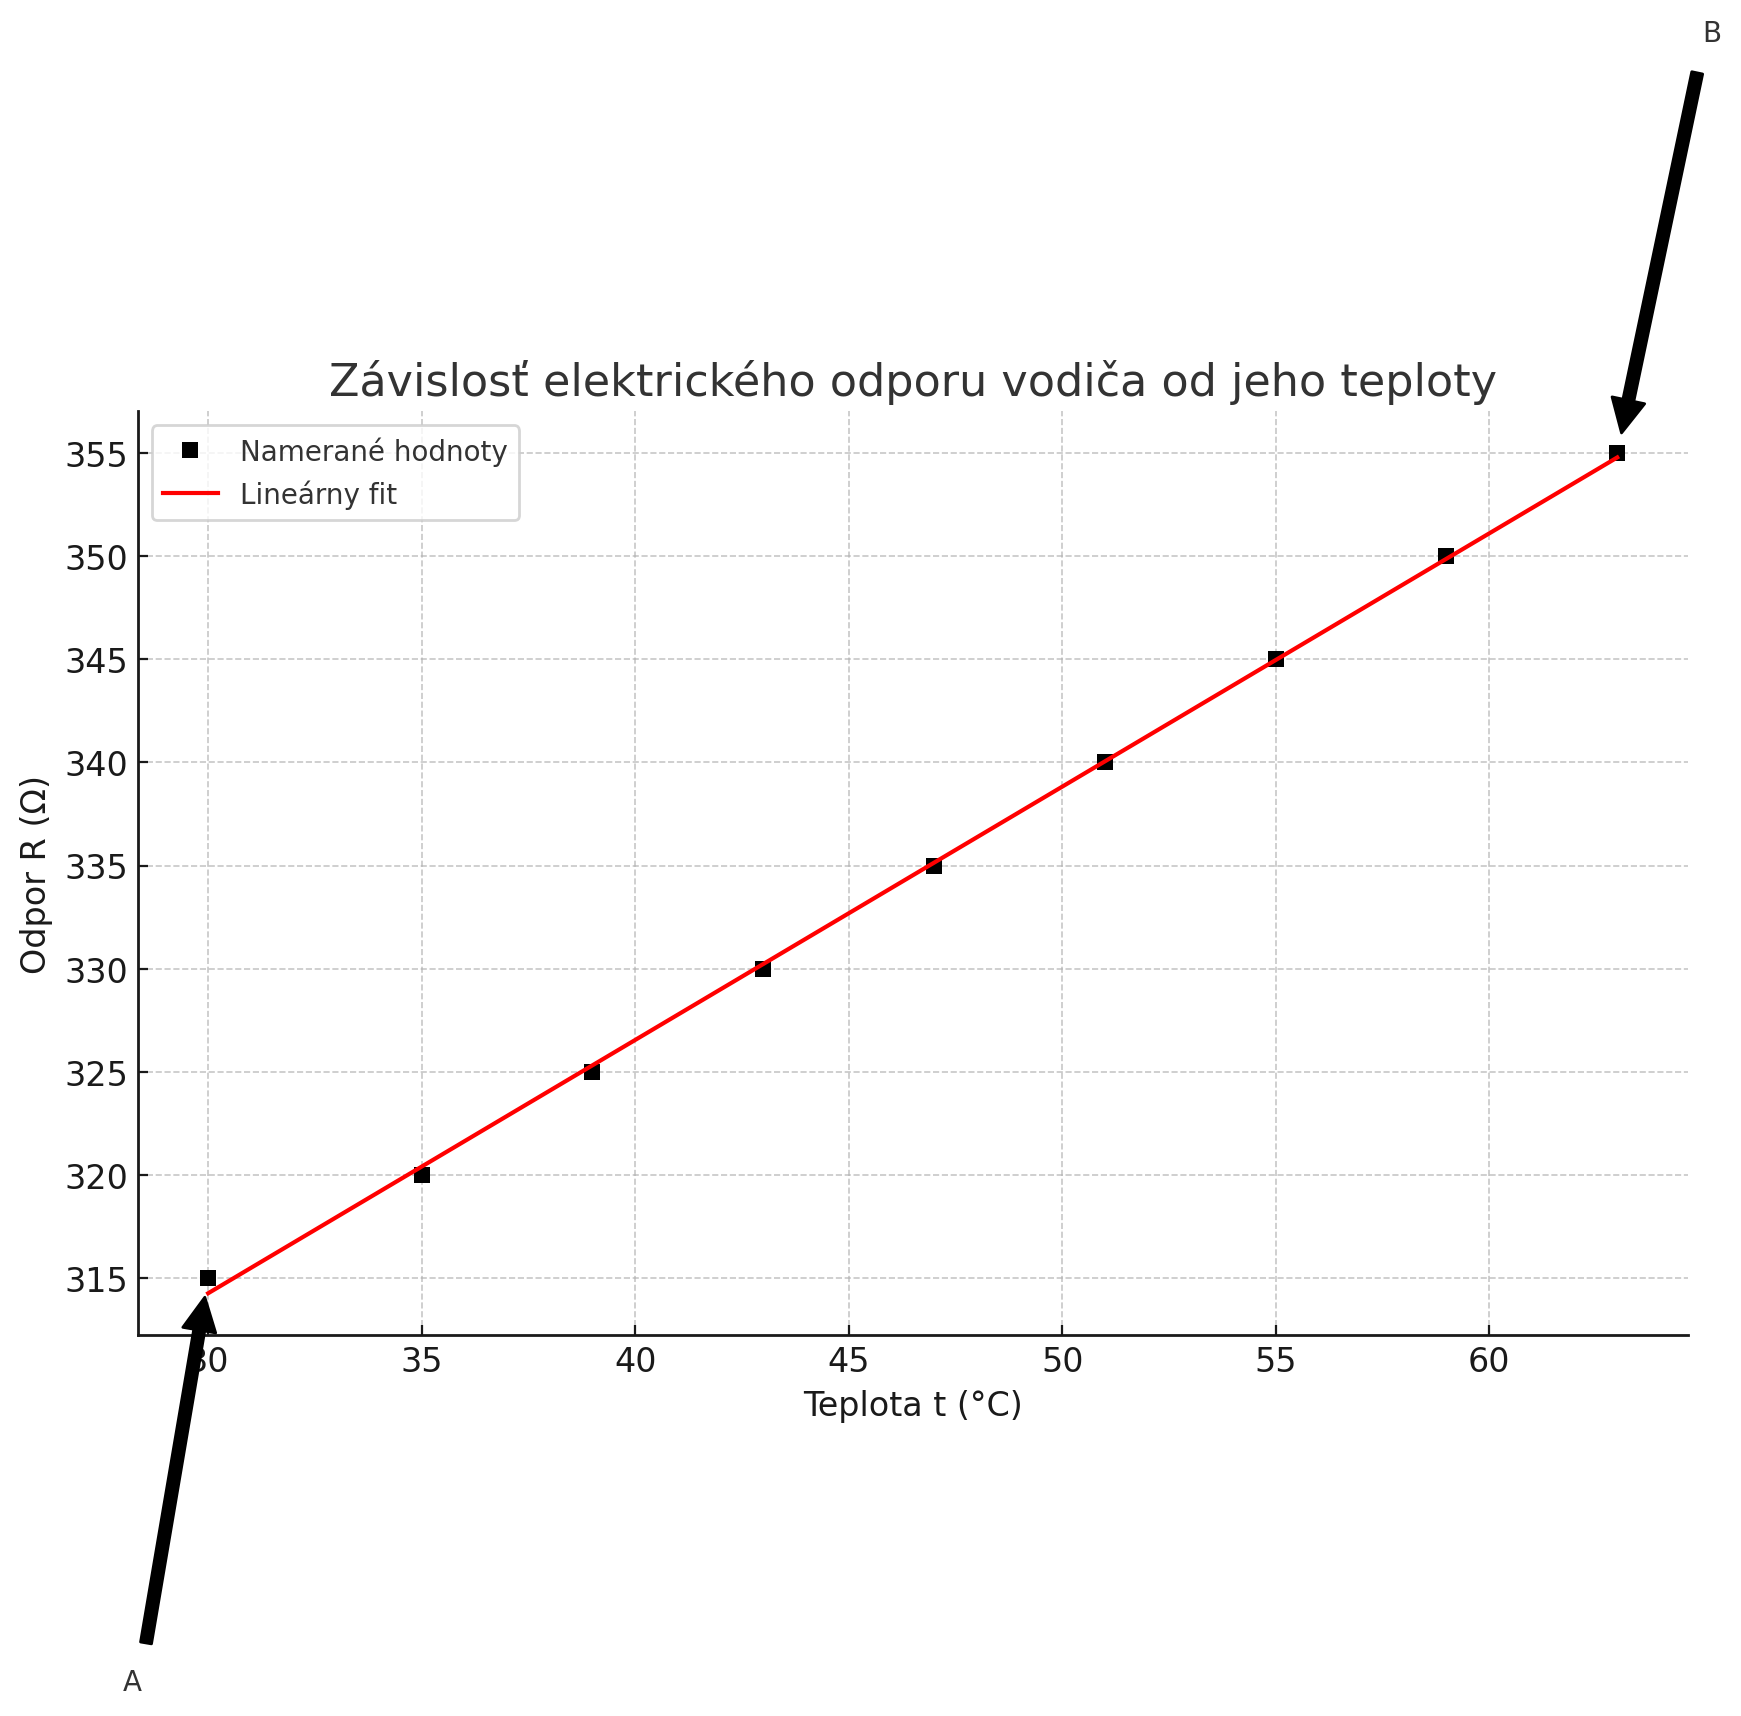 B
Závislosť elektrického odporu vodiča od jeho teploty
Namerané hodnoty
Lineárny fit
355
350
345
340
335
330
325
320
315
Odpor R (Ω)
30
35
40
45
50
55
60
Teplota t (°C)
A